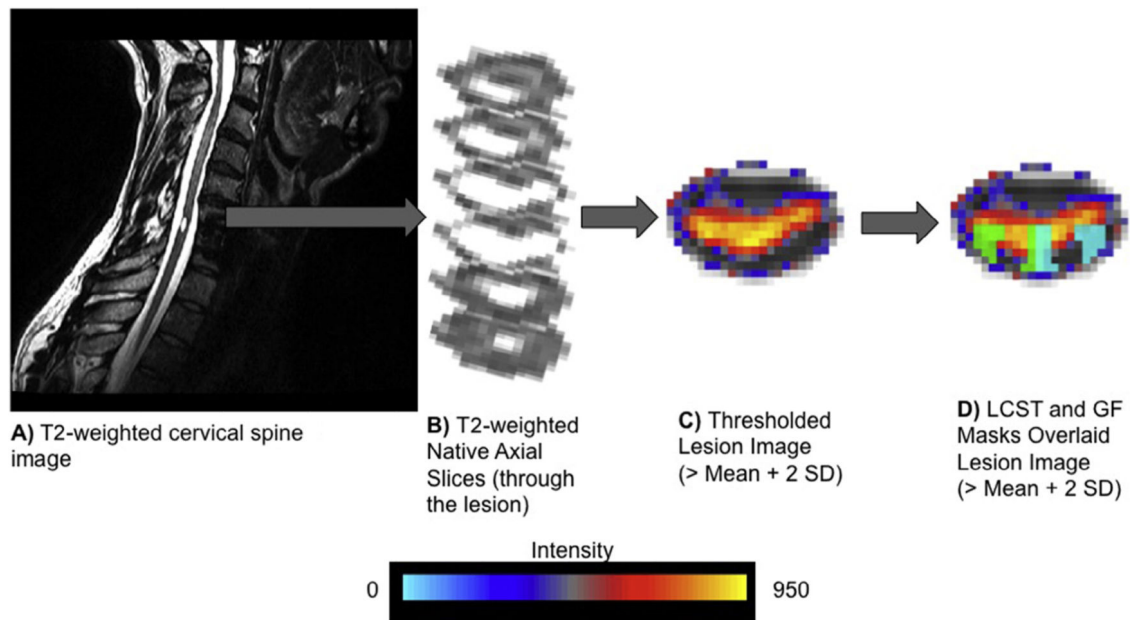 A) T2-weighted cervical spine
image
B) T2-weighted
Native Axial
Slices (through
the lesion)
C) Thresholded
Lesion Image
(> Mean + 2 SD)
D) LCST and GF
Masks Overlaid
Lesion Image
(> Mean + 2 SD)
Intensity
0
950